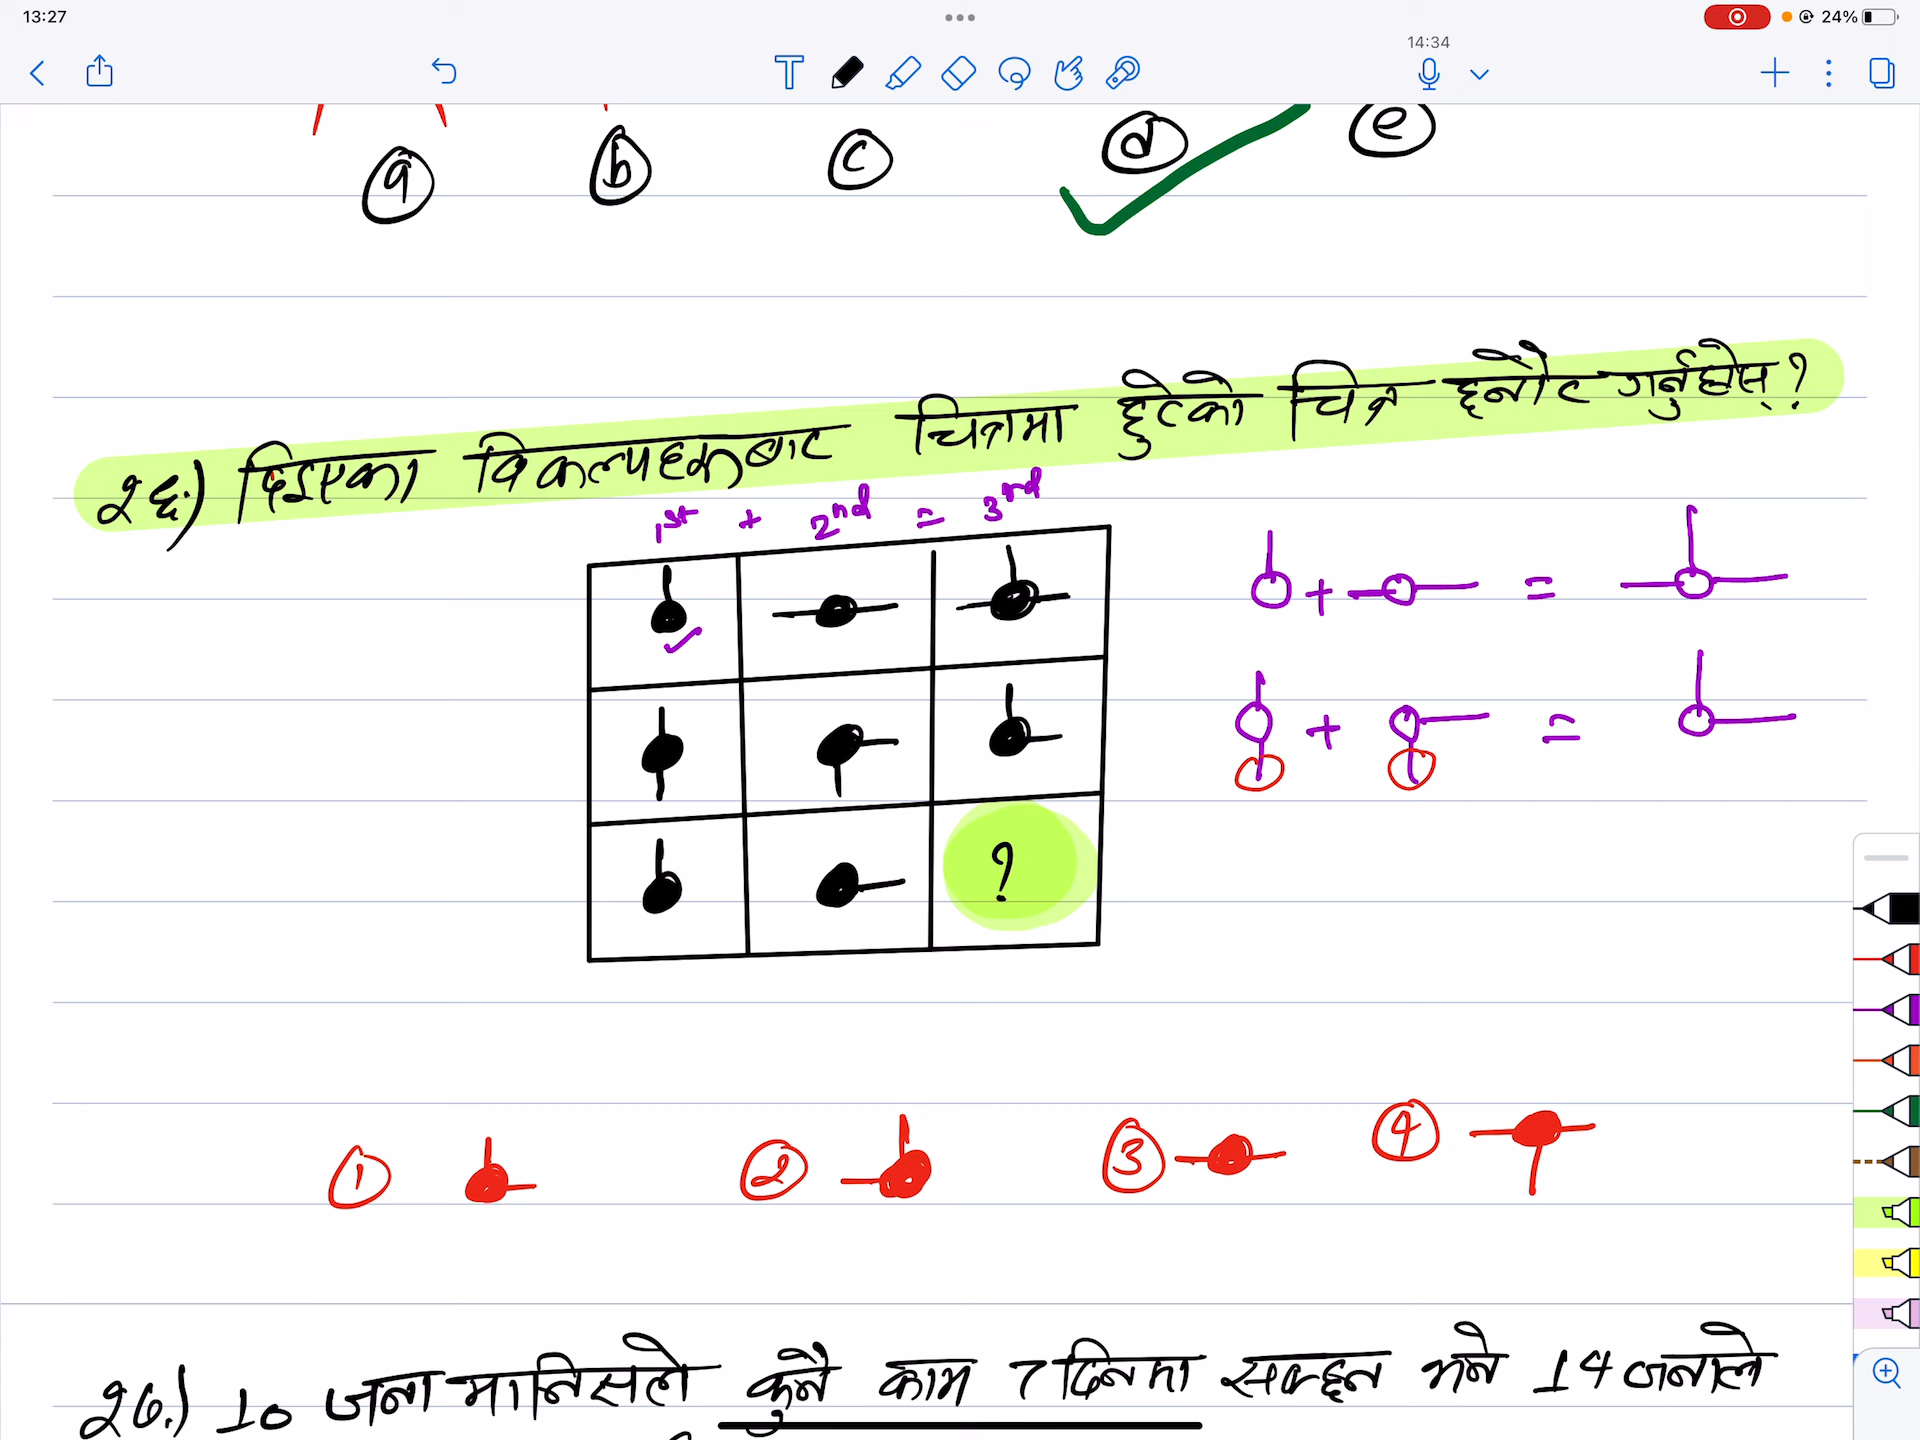 13:27
24%
14:34
a b c d e
२६.) दिइएका विकल्पहरूबाट चित्रमा छुटेको चित्र छनौट गर्नुहोस् ?
1st + 2nd = 3rd
+ =
+ =
?
1 2 3 4
२७.) 10 जना मानिसले कुनै काम 7 दिनमा सक्छन भने 14 जनाले